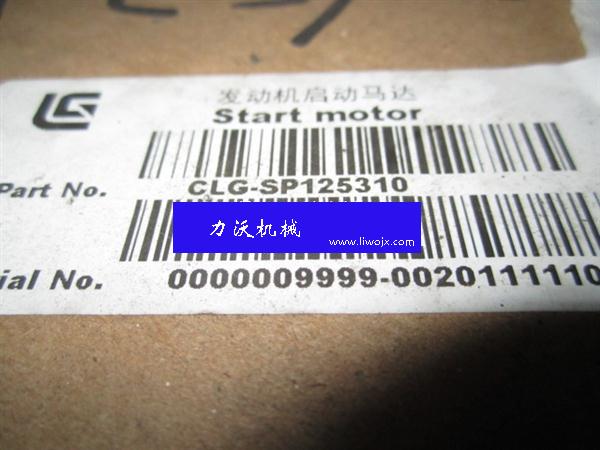 发动机启动马达
Start motor
Part No. CLG-SP125310
力沃机械
www.liwojx.com
ial No. 0000009999-0020111110